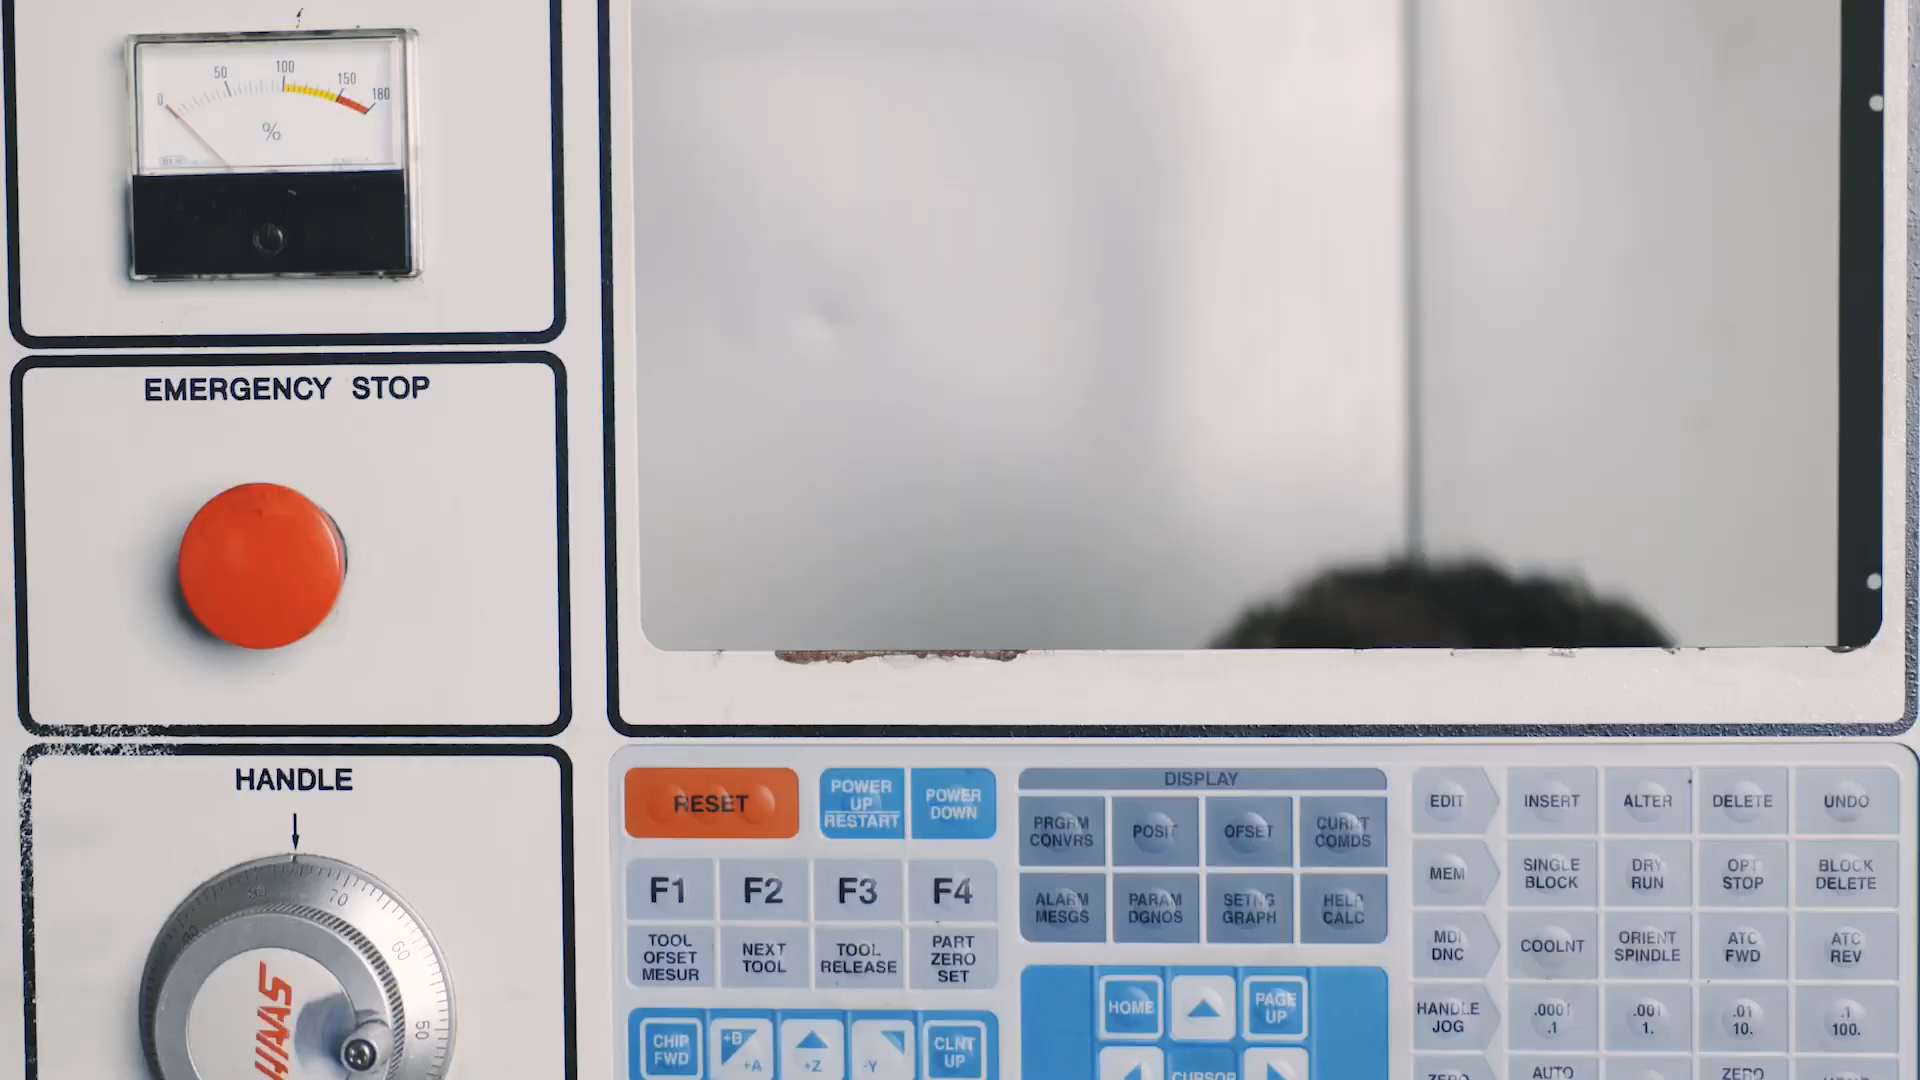 0 50 100 150 180
%
EMERGENCY STOP
HANDLE
80 70
60
50
HAAS
RESET
POWER
UP
RESTART
POWER
DOWN
F1 F2 F3 F4
TOOL
OFSET
MESUR
NEXT
TOOL
TOOL
RELEASE
PART
ZERO
SET
CHIP
FWD
+B
+A
+Z
-Y
CLNT
UP
DISPLAY
PRGRM
CONVRS
POSIT
OFSET
CURNT
COMDS
ALARM
MESGS
PARAM
DGNOS
SETNG
GRAPH
HELP
CALC
HOME
PAGE
UP
CURSOR
EDIT
INSERT
ALTER
DELETE
UNDO
MEM
SINGLE
BLOCK
DRY
RUN
OPT
STOP
BLOCK
DELETE
MDI
DNC
COOLNT
ORIENT
SPINDLE
ATC
FWD
ATC
REV
HANDLE
JOG
.0001
.1
.001
1.
.01
10.
.1
100.
ZERO
AUTO
ZERO